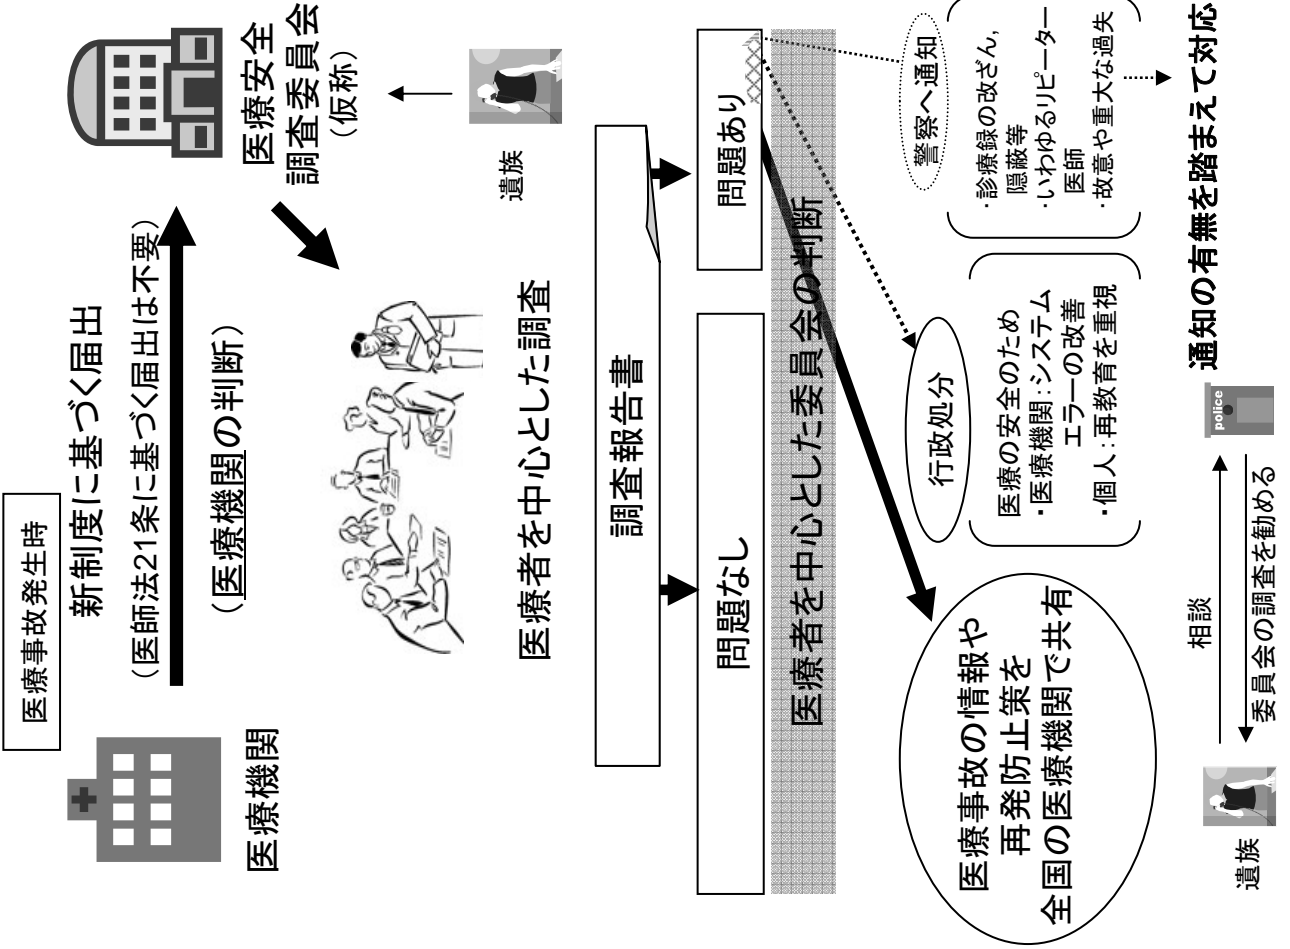 医療事故発生時
新制度に基づく届出
（医師法21条に基づく届出は不要）
（医療機関の判断）
医療機関
医療安全
調査委員会
（仮称）
遺族
医療者を中心とした調査
調査報告書
問題なし
問題あり
医療者を中心とした委員会の判断
医療事故の情報や
再発防止策を
全国の医療機関で共有
行政処分
医療の安全のため
・医療機関：システム
エラーの改善
・個人：再教育を重視
警察へ通知
・診療録の改ざん，
隠蔽等
・いわゆるリピーター
医師
・故意や重大な過失
遺族
相談
委員会の調査を勧める
police
通知の有無を踏まえて対応